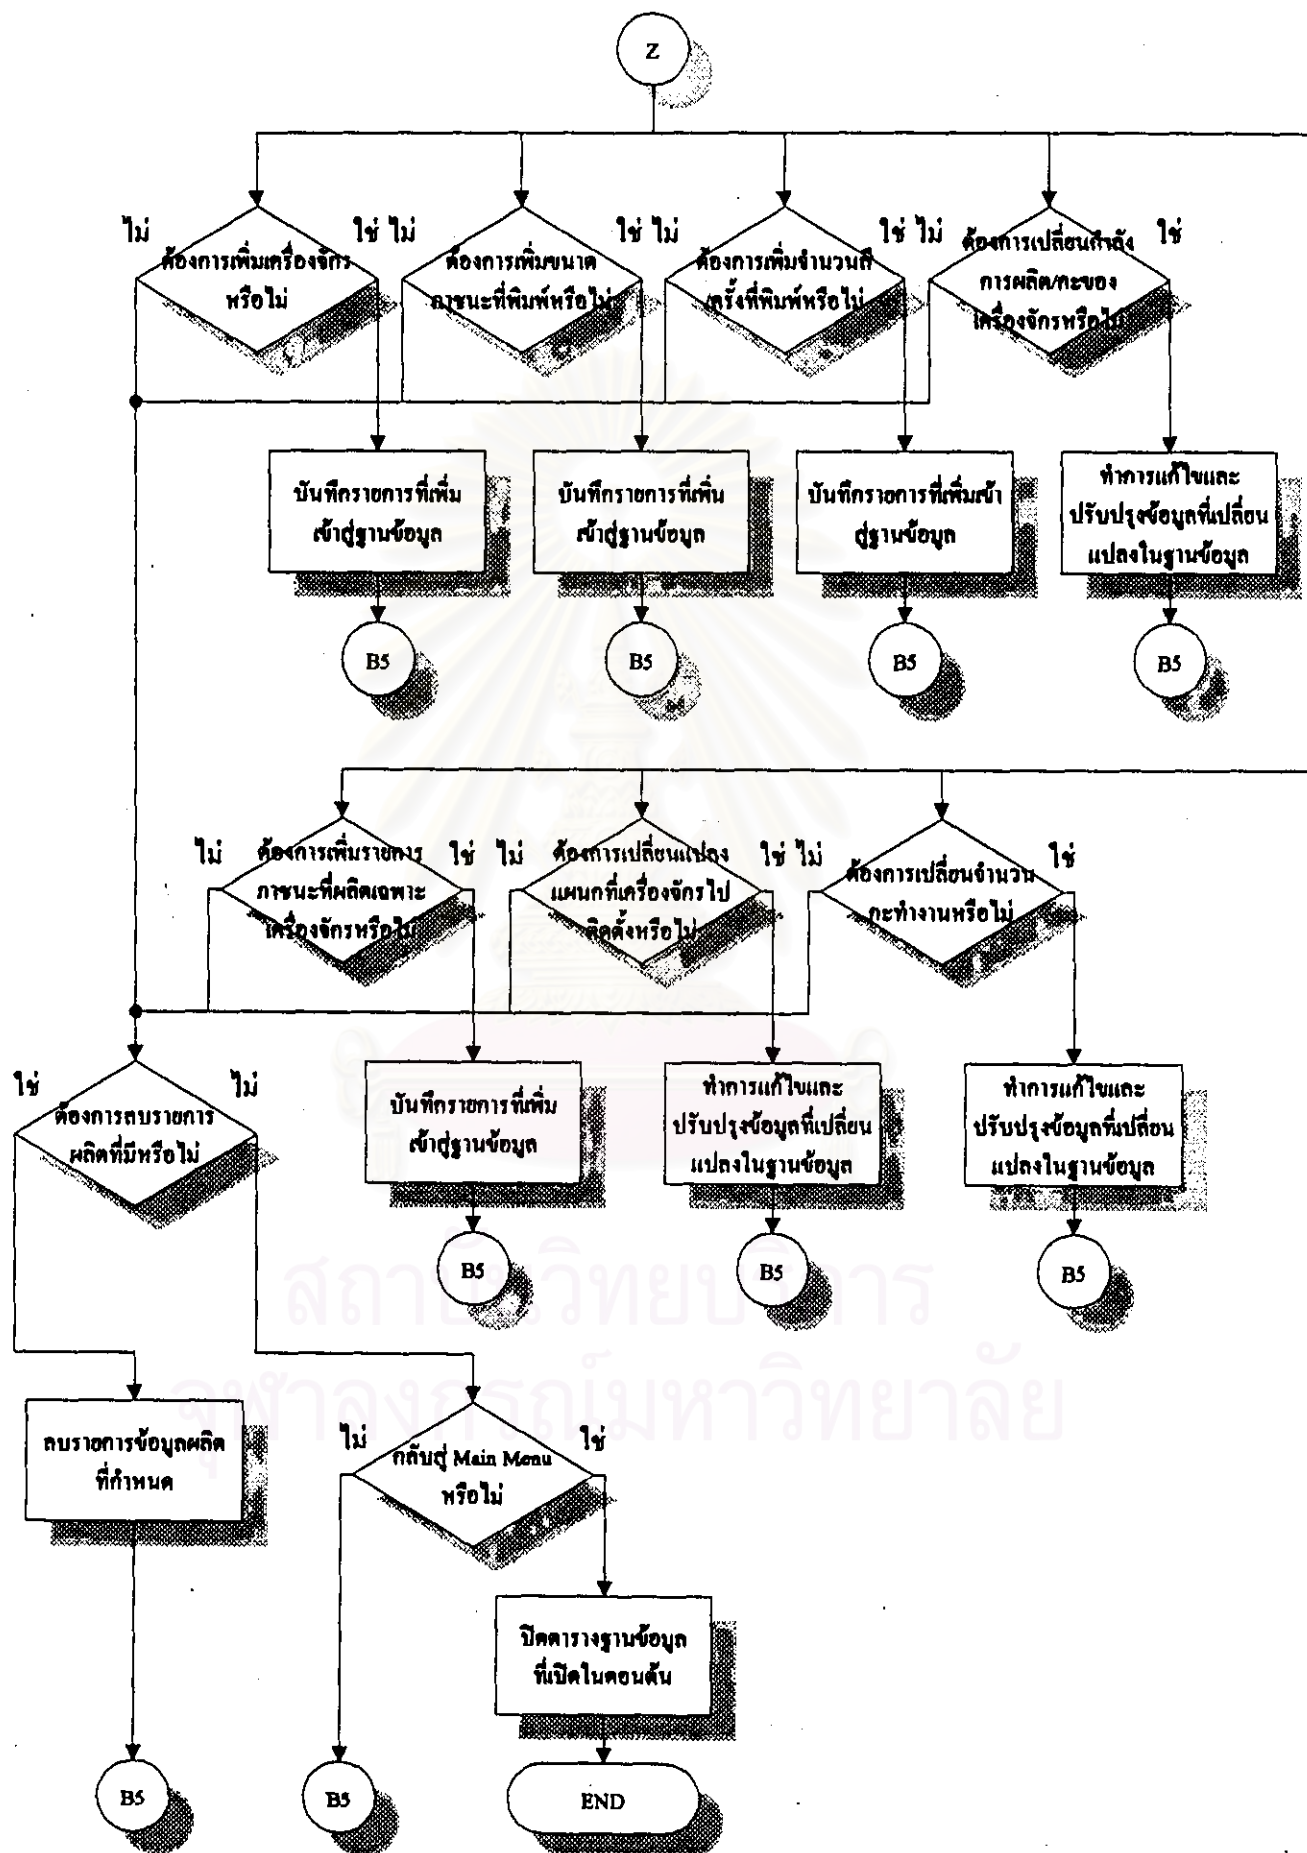 Z
ไม่
ใช่
ไม่
ใช่
ไม่
ใช่
ไม่
ใช่
ต้องการเพิ่มเครื่องจักร
หรือไม่
ต้องการเพิ่มขนาด
ภาชนะที่พิมพ์หรือไม่
ต้องการเพิ่มจำนวนสี
/ครั้งที่พิมพ์หรือไม่
ต้องการเปลี่ยนกำลัง
การผลิต/กะของ
เครื่องจักรหรือไม่
บันทึกรายการที่เพิ่ม
เข้าสู่ฐานข้อมูล
บันทึกรายการที่เพิ่ม
เข้าสู่ฐานข้อมูล
บันทึกรายการที่เพิ่มเข้า
สู่ฐานข้อมูล
ทำการแก้ไขและ
ปรับปรุงข้อมูลที่เปลี่ยน
แปลงในฐานข้อมูล
B5
B5
B5
B5
ไม่
ใช่
ไม่
ใช่
ไม่
ใช่
ต้องการเพิ่มรายการ
ภาชนะที่ผลิตเฉพาะ
เครื่องจักรหรือไม่
ต้องการเปลี่ยนแปลง
แผนกที่เครื่องจักรไป
ติดตั้งหรือไม่
ต้องการเปลี่ยนจำนวน
กะทำงานหรือไม่
ใช่
ไม่
ต้องการลบรายการ
ผลิตที่มีหรือไม่
บันทึกรายการที่เพิ่ม
เข้าสู่ฐานข้อมูล
ทำการแก้ไขและ
ปรับปรุงข้อมูลที่เปลี่ยน
แปลงในฐานข้อมูล
ทำการแก้ไขและ
ปรับปรุงข้อมูลที่เปลี่ยน
แปลงในฐานข้อมูล
B5
B5
B5
สถาบันวิทยบริการ
จุฬาลงกรณ์มหาวิทยาลัย
ลบรายการข้อมูลผลิต
ที่กำหนด
ไม่
ใช่
กลับสู่ Main Menu
หรือไม่
ปิดตารางฐานข้อมูล
ที่เปิดในตอนต้น
B5
B5
END